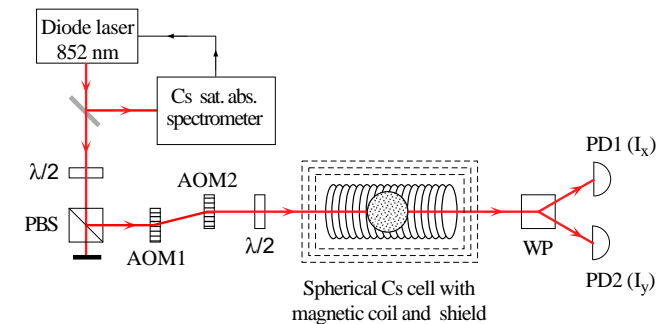 Diode laser
852 nm
Cs sat. abs.
spectrometer
λ/2
PBS
AOM1
AOM2
λ/2
Spherical Cs cell with
magnetic coil and shield
WP
PD1 (Iₓ)
PD2 (I_y)